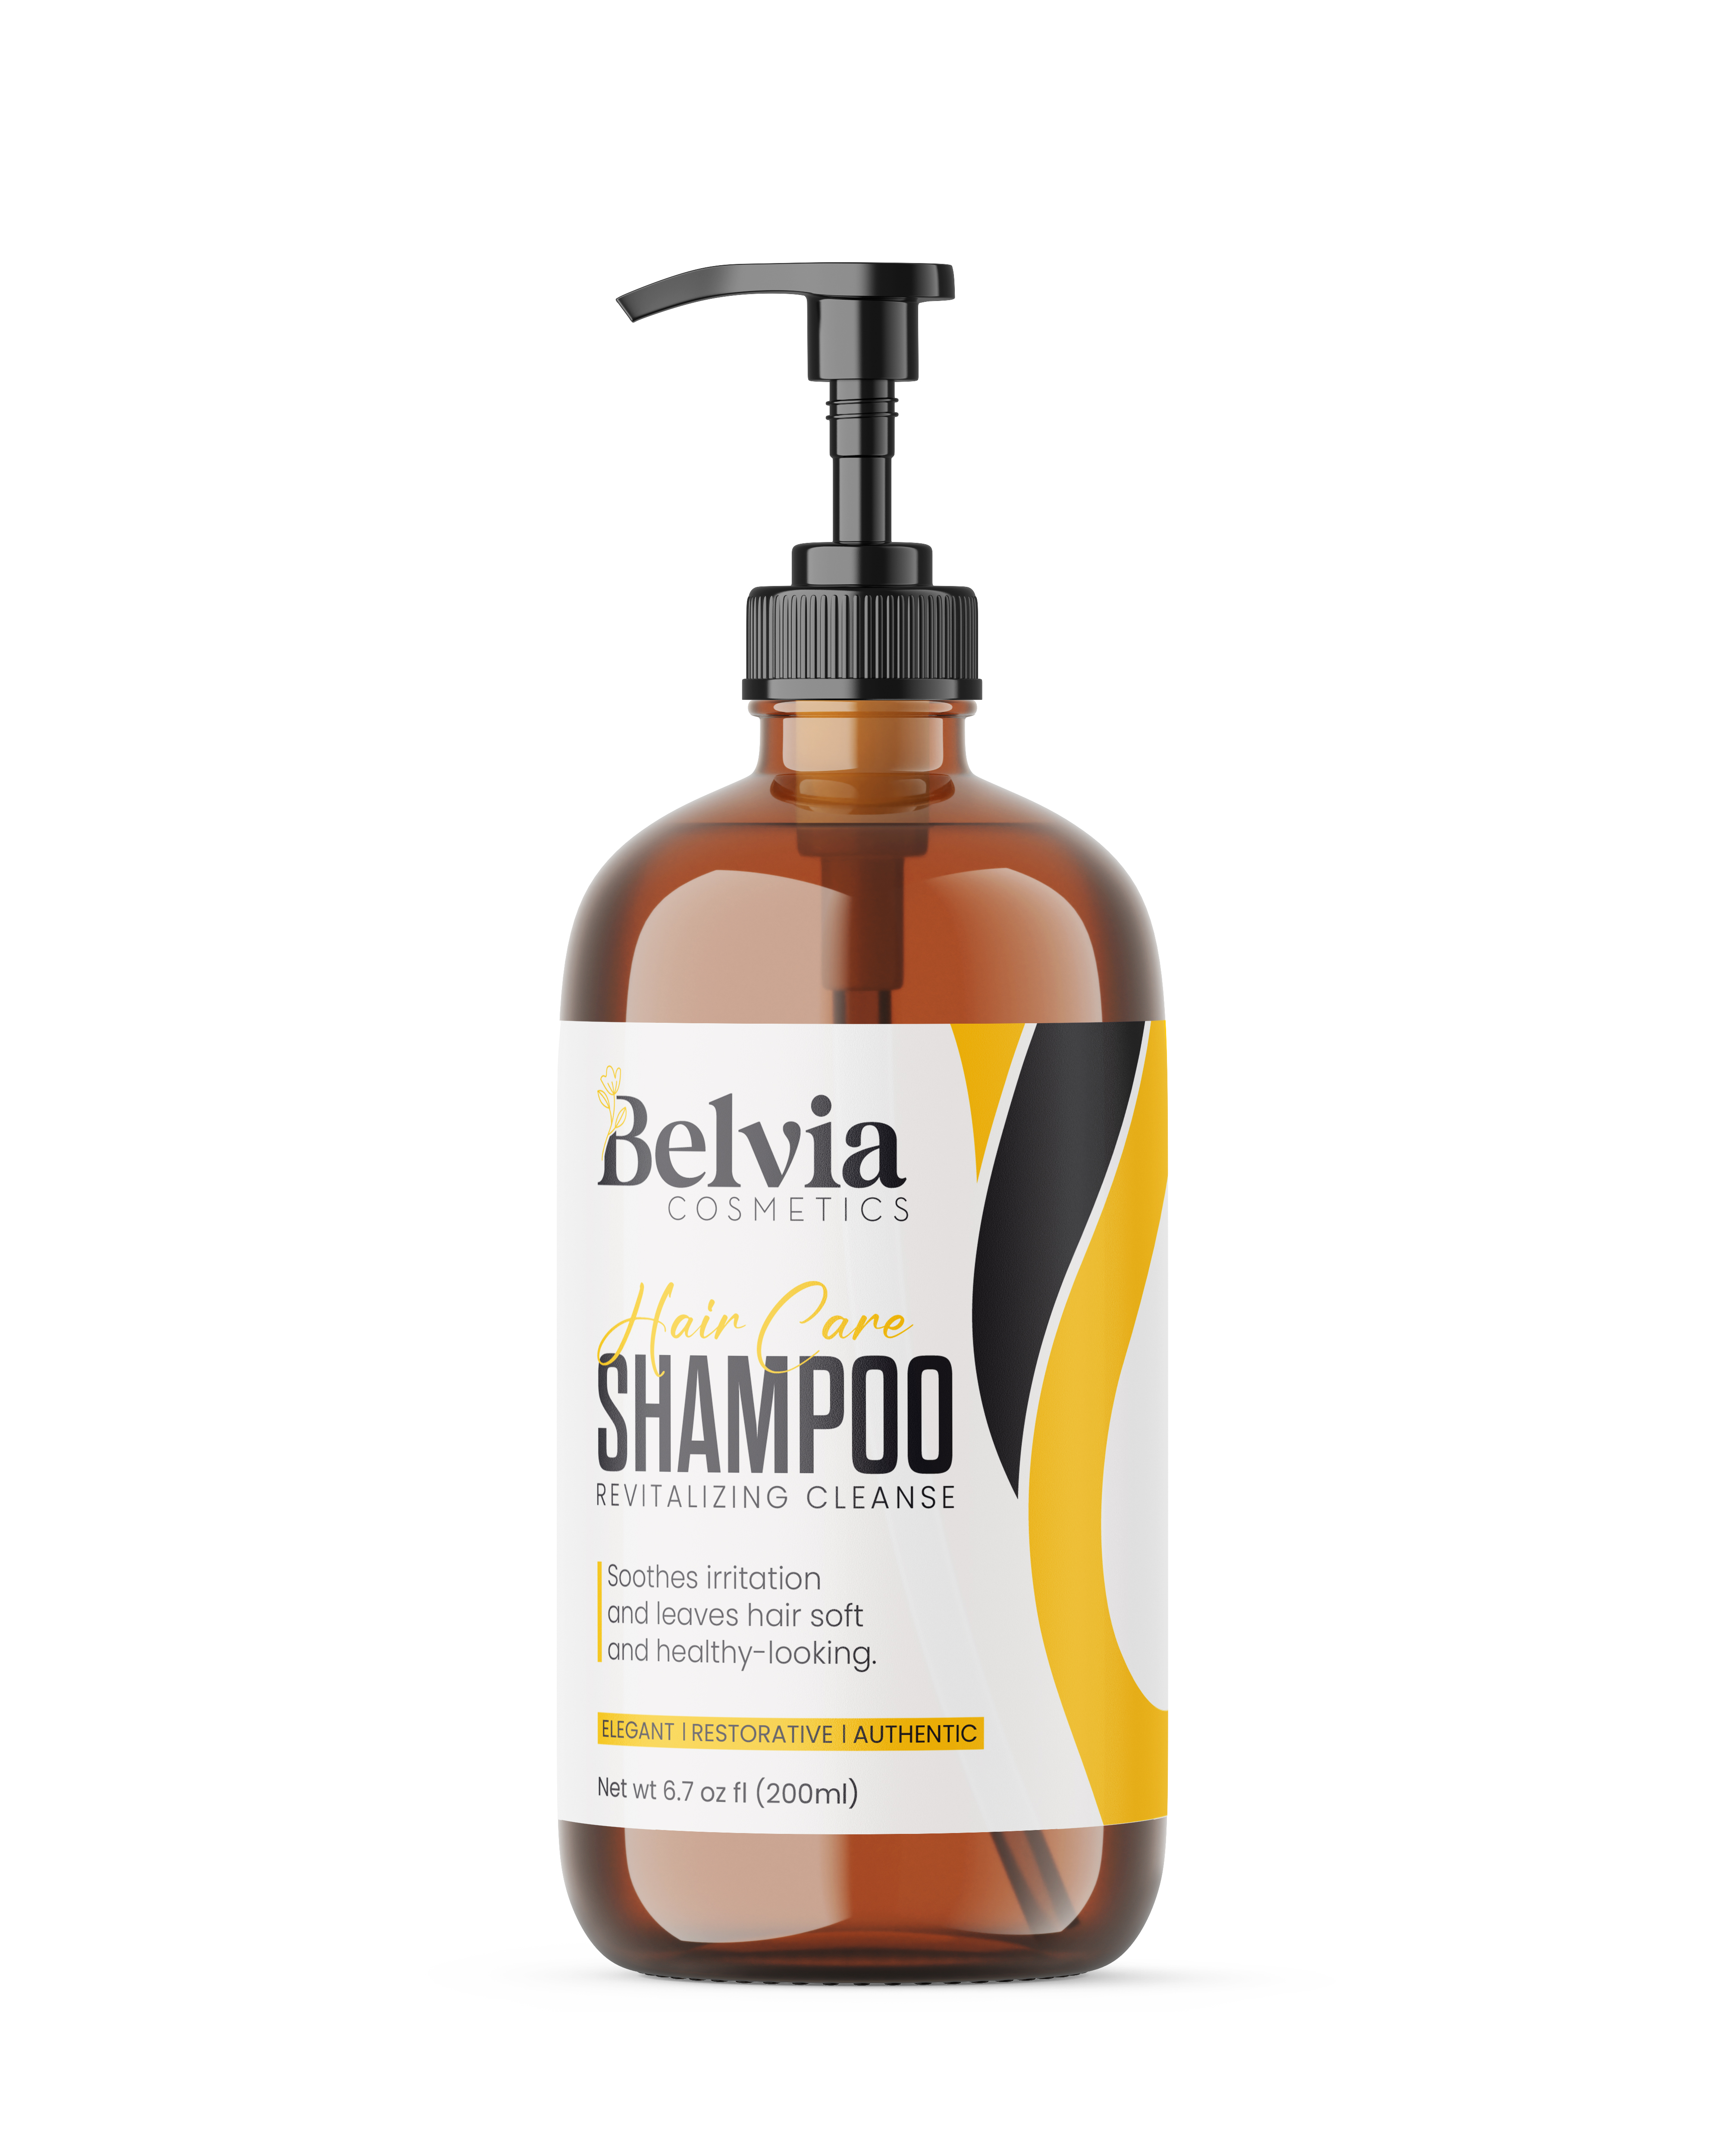 Belvia
COSMETICS
Hair Care
SHAMPOO
REVITALIZING CLEANSE
Soothes irritation
and leaves hair soft
and healthy-looking.
ELEGANT | RESTORATIVE | AUTHENTIC
Net wt 6.7 oz fl (200ml)